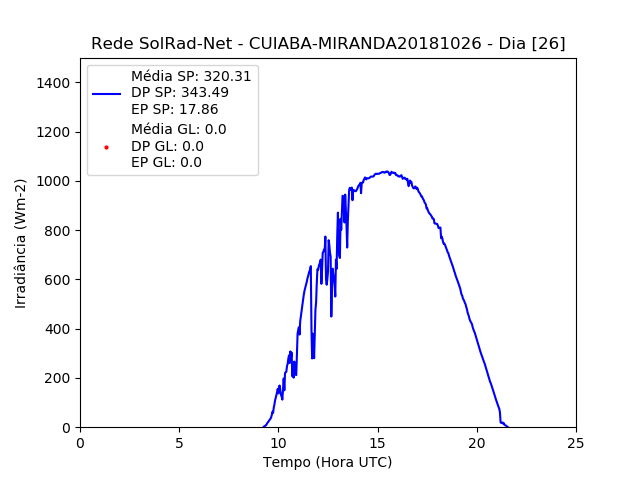 Rede SolRad-Net - CUIABA-MIRANDA20181026 - Dia [26]
Média SP: 320.31
DP SP: 343.49
EP SP: 17.86
Média GL: 0.0
DP GL: 0.0
EP GL: 0.0
1400
1200
1000
800
600
400
200
0
Irradiância (Wm-2)
0 5 10 15 20 25
Tempo (Hora UTC)